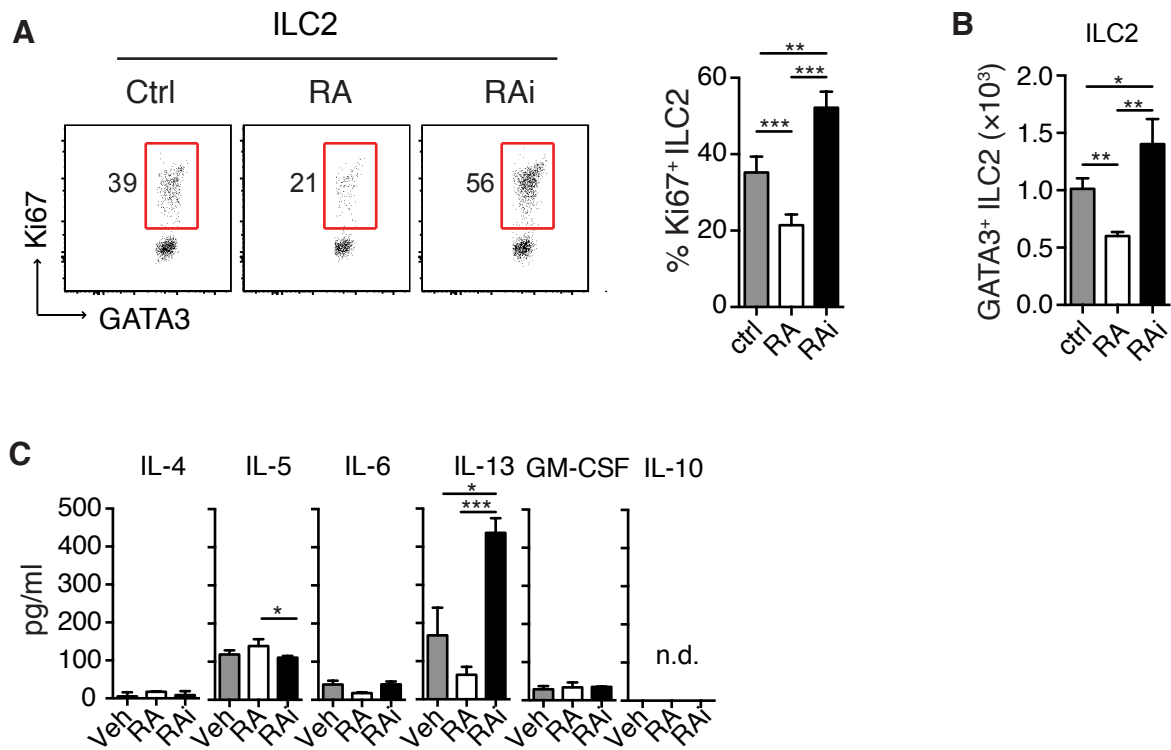 A
ILC2
Ctrl
RA
RAi
39
21
56
Ki67
GATA3
% Ki67⁺ ILC2
60
40
20
0
**
***
***
ctrl
RA
RAi
B
ILC2
GATA3⁺ ILC2 (×10³)
2.0
1.5
1.0
0.5
0.0
*
**
**
ctrl
RA
RAi
C
IL-4
IL-5
IL-6
IL-13
GM-CSF
IL-10
pg/ml
500
400
300
200
100
0
*
*
***
n.d.
Veh
RA
RAi
Veh
RA
RAi
Veh
RA
RAi
Veh
RA
RAi
Veh
RA
RAi
Veh
RA
RAi